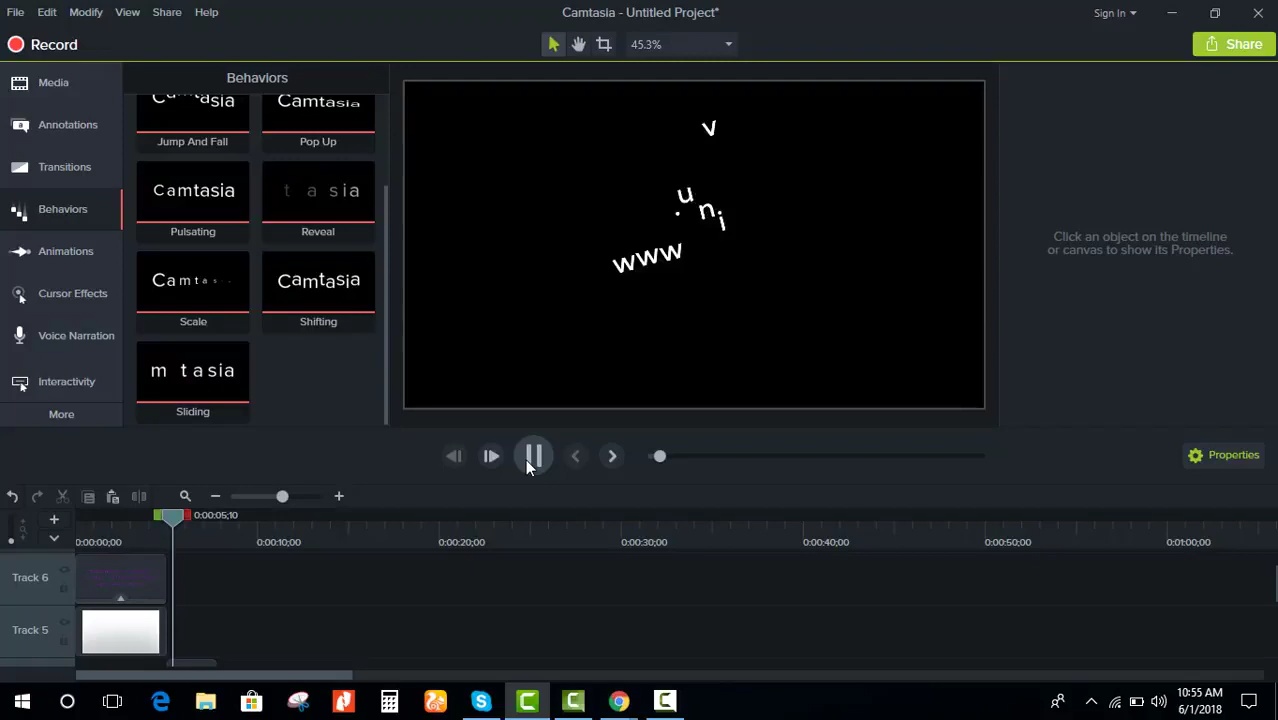 File Edit Modify View Share Help Camtasia - Untitled Project* Sign In
Record 45.3% Share
Media
Annotations
Transitions
Behaviors
Animations
Cursor Effects
Voice Narration
Interactivity
More
Behaviors
Camtasia Camtasia
Jump And Fall Pop Up
Camtasia t a s i a
Pulsating Reveal
Camtas Camtasia
Scale Shifting
m t a s i a
Sliding
v
u
. n i
www
Click an object on the timeline
or canvas to show its Properties.
Properties
0:00:05;10
0:00:00;00 0:00:10;00 0:00:20;00 0:00:30;00 0:00:40;00 0:00:50;00 0:01:00;00
Track 6
Track 5
10:55 AM
6/1/2018